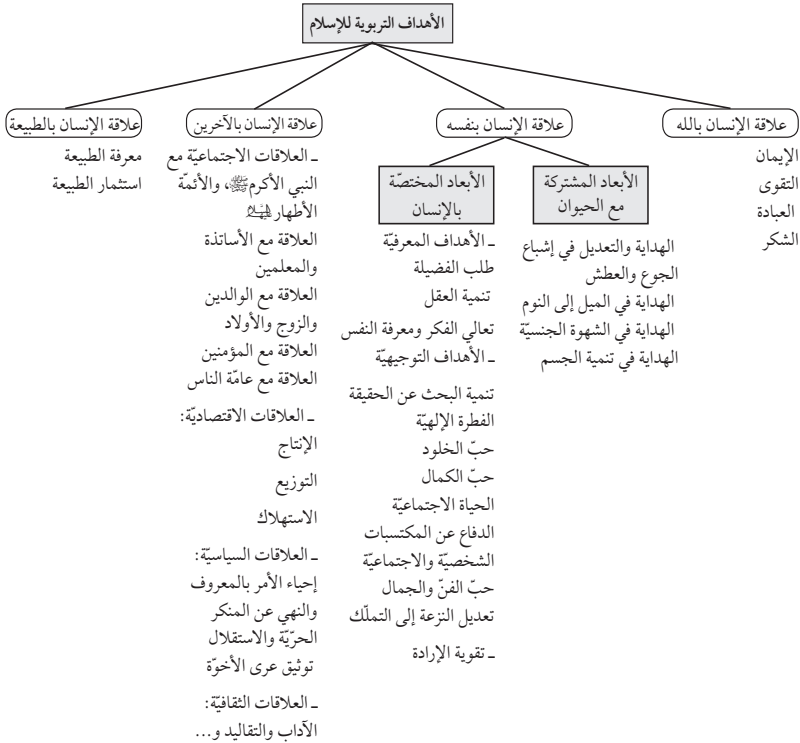 الأهداف التربوية للإسلام
علاقة الإنسان بالله
الإيمان
التقوى
العبادة
الشكر
علاقة الإنسان بنفسه
الأبعاد المشتركة
مع الحيوان
الهداية والتعديل في إشباع
الجوع والعطش
الهداية في الميل إلى النوم
الهداية في الشهوة الجنسيّة
الهداية في تنمية الجسم
الأبعاد المختصّة
بالإنسان
ـ الأهداف المعرفيّة
طلب الفضيلة
تنمية العقل
تعالي الفكر ومعرفة النفس
ـ الأهداف التوجيهيّة
تنمية البحث عن الحقيقة
الفطرة الإلهيّة
حبّ الخلود
حبّ الكمال
الحياة الاجتماعيّة
الدفاع عن المكتسبات
الشخصيّة والاجتماعيّة
حبّ الفنّ والجمال
تعديل النزعة إلى التملّك
ـ تقوية الإرادة
علاقة الإنسان بالآخرين
ـ العلاقات الاجتماعيّة مع
النبي الأكرم ﷺ، والأئمّة
الأطهار
العلاقة مع الأساتذة
والمعلمين
العلاقة مع الوالدين
والزوج والأولاد
العلاقة مع المؤمنين
العلاقة مع عامّة الناس
ـ العلاقات الاقتصاديّة:
الإنتاج
التوزيع
الاستهلاك
ـ العلاقات السياسيّة:
إحياء الأمر بالمعروف
والنهي عن المنكر
الحرّيّة والاستقلال
توثيق عرى الأخوّة
ـ العلاقات الثقافيّة:
الآداب والتقاليد و...
علاقة الإنسان بالطبيعة
معرفة الطبيعة
استثمار الطبيعة